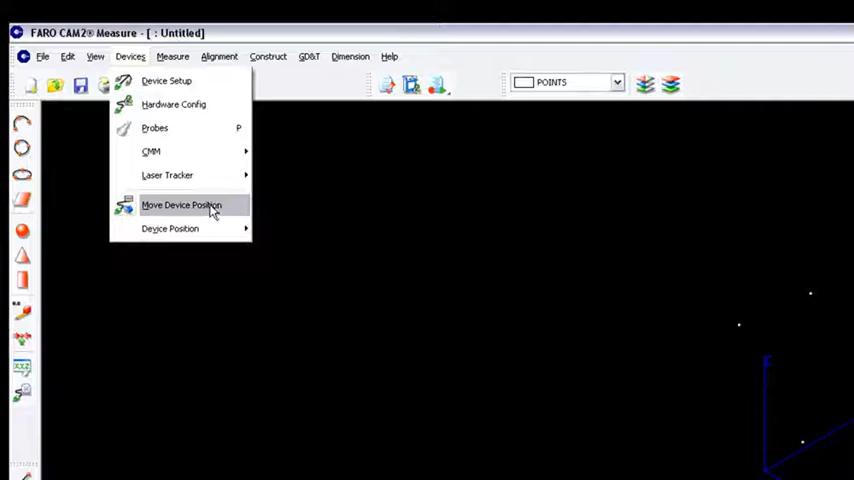 FARO CAM2® Measure - [ : Untitled]
File Edit View Devices Measure Alignment Construct GD&T Dimension Help
POINTS
Device Setup
Hardware Config
Probes P
CMM
Laser Tracker
Move Device Position
Device Position